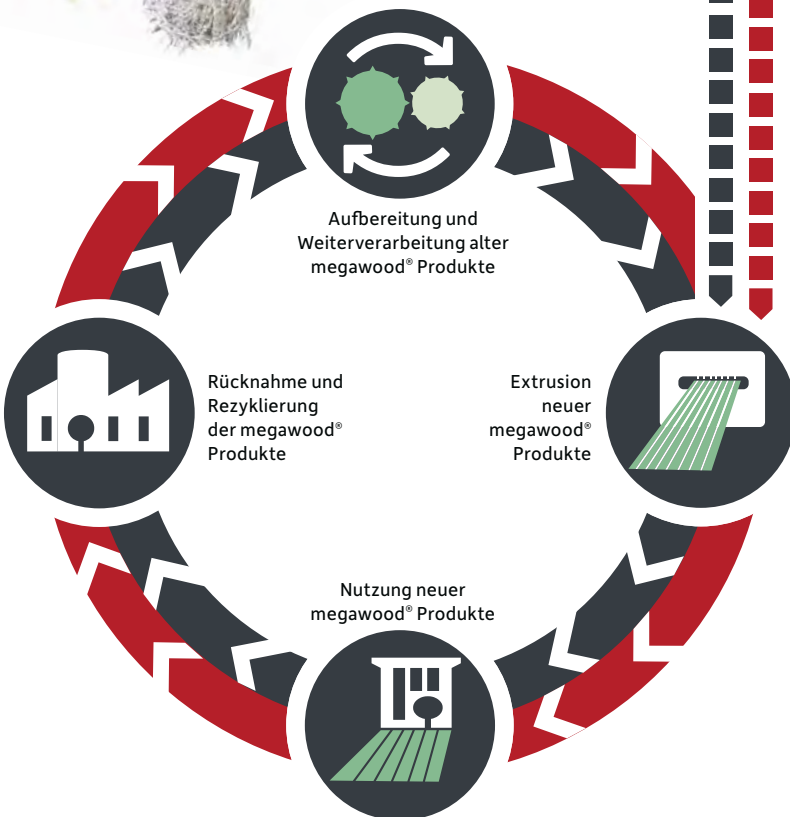 Aufbereitung und
Weiterverarbeitung alter
megawood® Produkte
Rücknahme und
Rezyklierung
der megawood®
Produkte
Extrusion
neuer
megawood®
Produkte
Nutzung neuer
megawood® Produkte